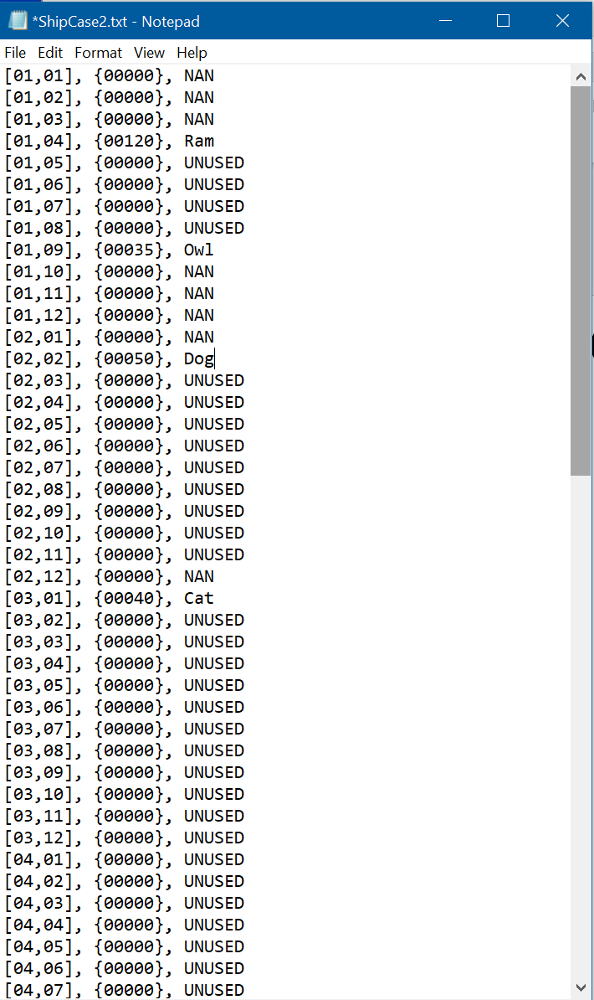 *ShipCase2.txt - Notepad
File Edit Format View Help
[01,01], {00000}, NAN
[01,02], {00000}, NAN
[01,03], {00000}, NAN
[01,04], {00120}, Ram
[01,05], {00000}, UNUSED
[01,06], {00000}, UNUSED
[01,07], {00000}, UNUSED
[01,08], {00000}, UNUSED
[01,09], {00035}, Owl
[01,10], {00000}, NAN
[01,11], {00000}, NAN
[01,12], {00000}, NAN
[02,01], {00000}, NAN
[02,02], {00050}, Dog
[02,03], {00000}, UNUSED
[02,04], {00000}, UNUSED
[02,05], {00000}, UNUSED
[02,06], {00000}, UNUSED
[02,07], {00000}, UNUSED
[02,08], {00000}, UNUSED
[02,09], {00000}, UNUSED
[02,10], {00000}, UNUSED
[02,11], {00000}, UNUSED
[02,12], {00000}, NAN
[03,01], {00040}, Cat
[03,02], {00000}, UNUSED
[03,03], {00000}, UNUSED
[03,04], {00000}, UNUSED
[03,05], {00000}, UNUSED
[03,06], {00000}, UNUSED
[03,07], {00000}, UNUSED
[03,08], {00000}, UNUSED
[03,09], {00000}, UNUSED
[03,10], {00000}, UNUSED
[03,11], {00000}, UNUSED
[03,12], {00000}, UNUSED
[04,01], {00000}, UNUSED
[04,02], {00000}, UNUSED
[04,03], {00000}, UNUSED
[04,04], {00000}, UNUSED
[04,05], {00000}, UNUSED
[04,06], {00000}, UNUSED
[04,07], {00000}, UNUSED